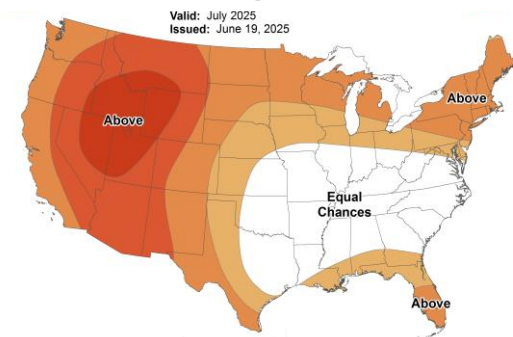 Valid: July 2025
Issued: June 19, 2025
Above
Above
Equal
Chances
Above